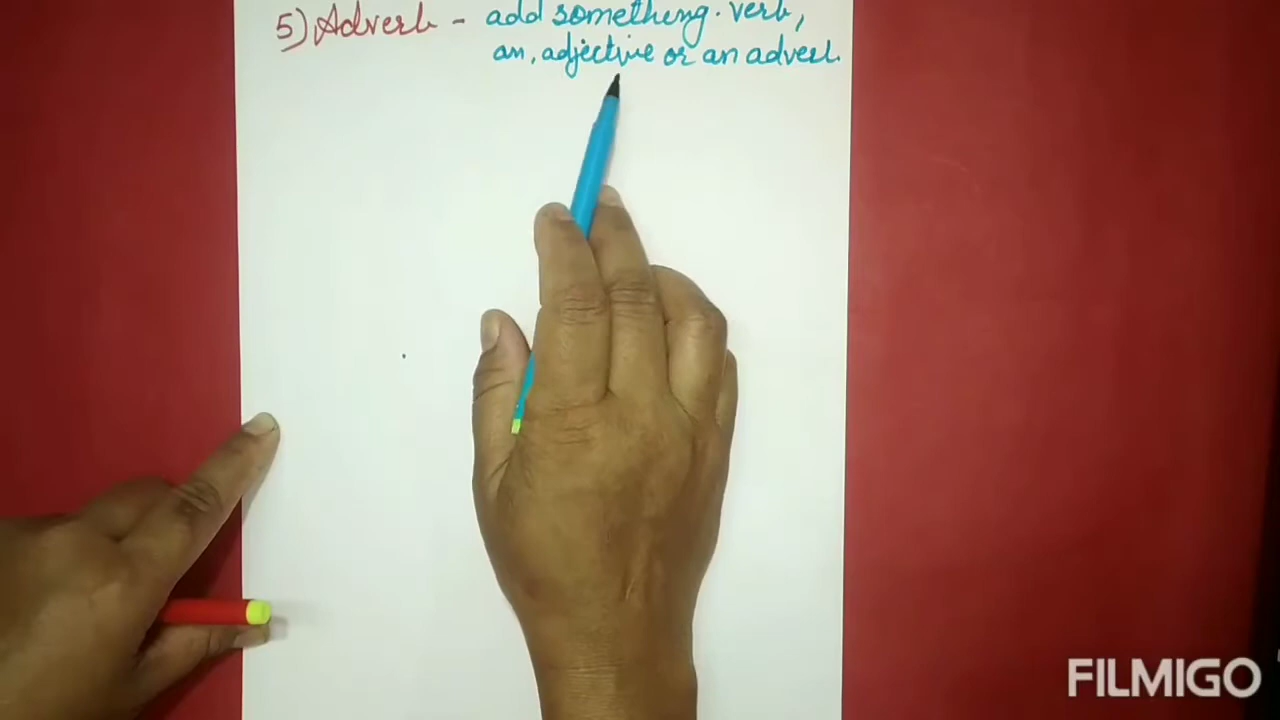 5) Adverb - add something. verb,
an, adjective or an adverb.
FILMIGO